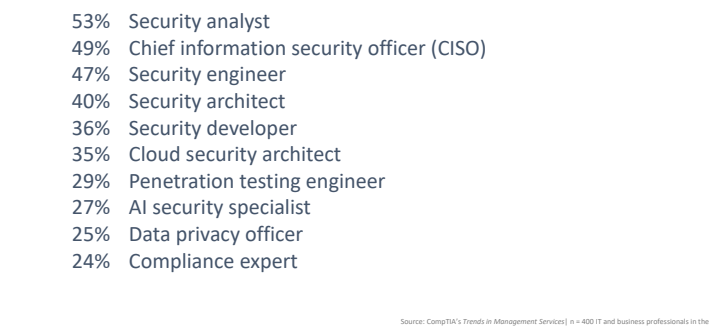 53% Security analyst
49% Chief information security officer (CISO)
47% Security engineer
40% Security architect
36% Security developer
35% Cloud security architect
29% Penetration testing engineer
27% AI security specialist
25% Data privacy officer
24% Compliance expert
Source: CompTIA's Trends in Management Services| n = 400 IT and business professionals in the